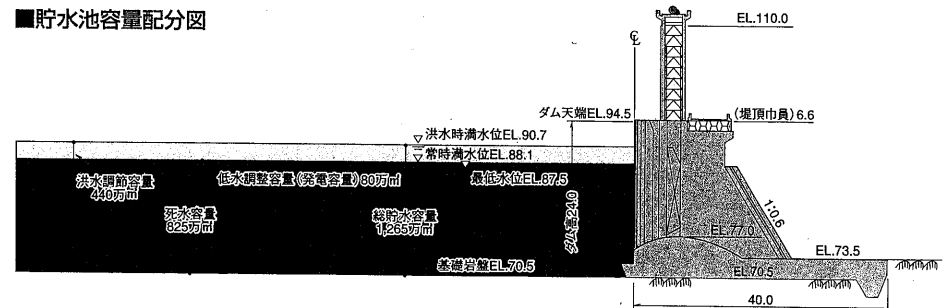 ■貯水池容量配分図
EL.110.0
℄
ダム天端EL.94.5
(堤頂巾員)6.6
洪水時満水位EL.90.7
常時満水位EL.88.1
洪水調節容量
440万㎥
低水調整容量(発電容量)80万㎥
最低水位EL.87.5
死水容量
825万㎥
総貯水容量
1,265万㎥
ダム高24.0
1:0.6
EL.77.0
EL.73.5
基礎岩盤EL.70.5
EL.70.5
40.0